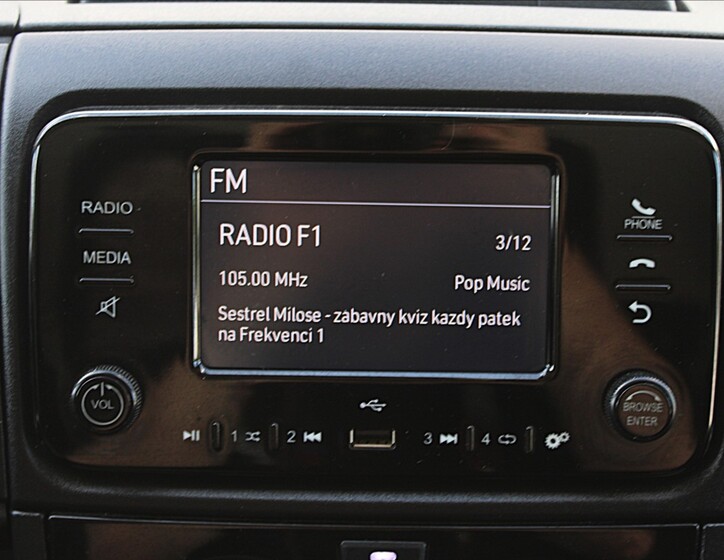 FM
RADIO
RADIO F1
3/12
PHONE
MEDIA
105.00 MHz
Pop Music
Sestrel Milose - zabavny kviz kazdy patek
na Frekvenci 1
VOL
BROWSE
ENTER
1
2
3
4